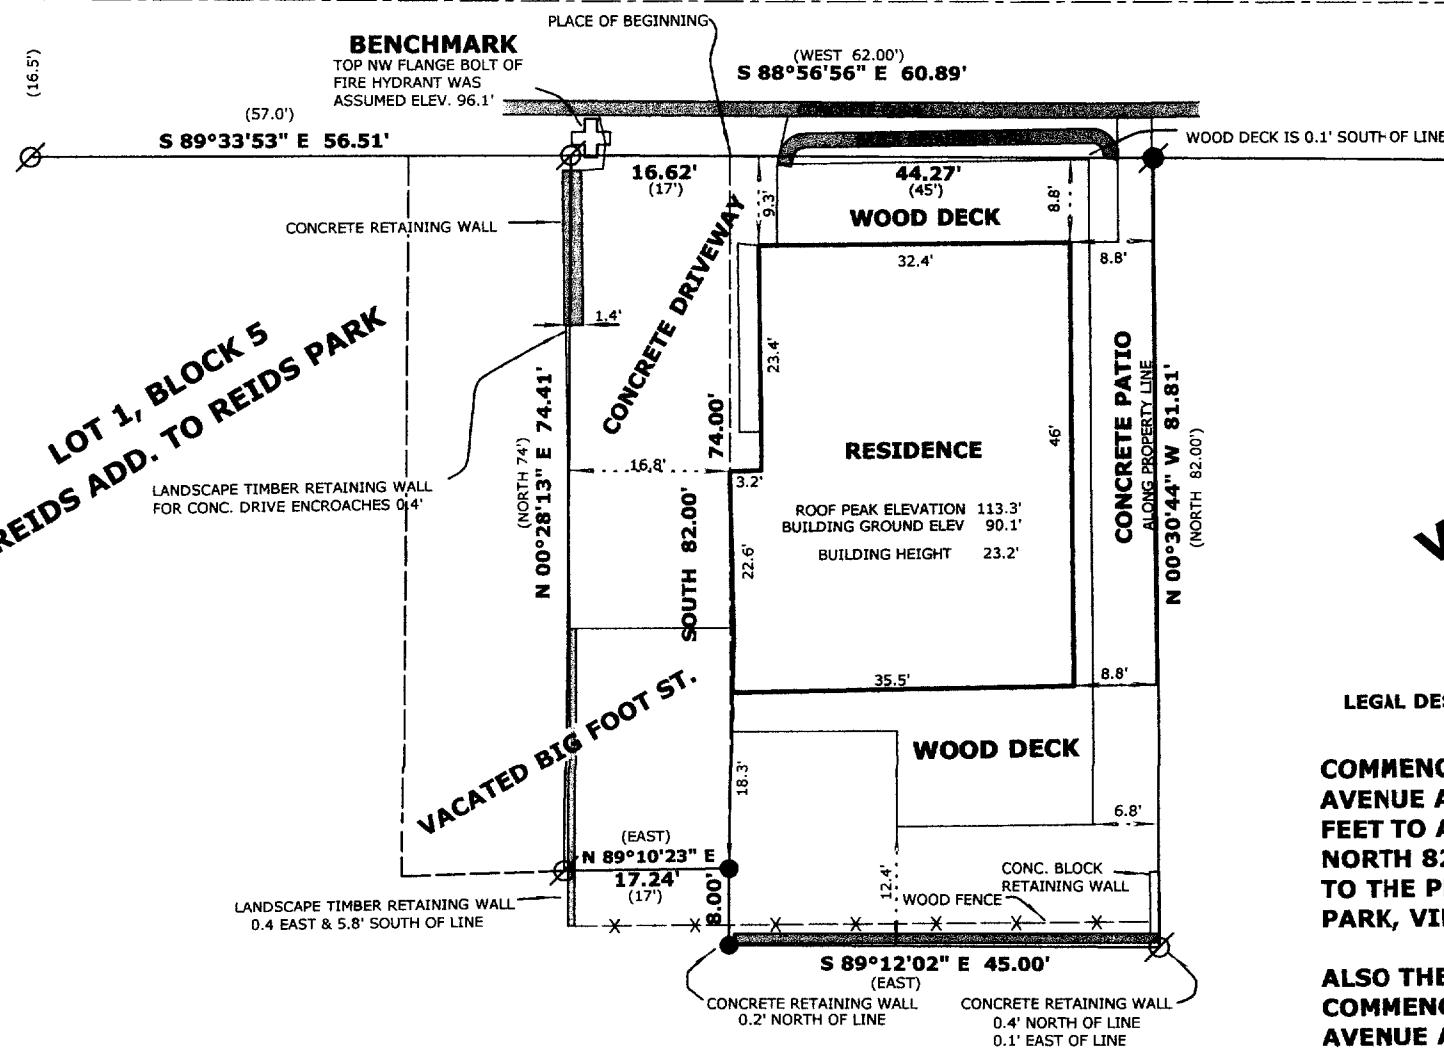 PLACE OF BEGINNING
(16.5')
BENCHMARK
TOP NW FLANGE BOLT OF
FIRE HYDRANT WAS
ASSUMED ELEV. 96.1'
(WEST 62.00')
S 88°56'56" E 60.89'
(57.0')
S 89°33'53" E 56.51'
WOOD DECK IS 0.1' SOUTH OF LINE
16.62'
(17')
44.27'
(45')
9.3'
8.8'
WOOD DECK
CONCRETE RETAINING WALL
32.4'
8.8'
1.4'
CONCRETE DRIVEWAY
23.4'
LOT 1, BLOCK 5
REIDS ADD. TO REIDS PARK
(NORTH 74')
N 00°28'13" E 74.41'
74.00'
SOUTH 82.00'
46'
CONCRETE PATIO
ALONG PROPERTY LINE
N 00°30'44" W 81.81'
(NORTH 82.00')
RESIDENCE
16.8'
3.2'
LANDSCAPE TIMBER RETAINING WALL
FOR CONC. DRIVE ENCROACHES 0.4'
ROOF PEAK ELEVATION 113.3'
BUILDING GROUND ELEV 90.1'
BUILDING HEIGHT 23.2'
22.6'
35.5'
8.8'
VACATED BIG FOOT ST.
WOOD DECK
18.3'
6.8'
(EAST)
N 89°10'23" E
17.24'
(17')
8.00'
12.4'
CONC. BLOCK
RETAINING WALL
WOOD FENCE
LANDSCAPE TIMBER RETAINING WALL
0.4 EAST & 5.8' SOUTH OF LINE
S 89°12'02" E 45.00'
(EAST)
CONCRETE RETAINING WALL
0.2' NORTH OF LINE
CONCRETE RETAINING WALL
0.4' NORTH OF LINE
0.1' EAST OF LINE
LEGAL DES
COMMENC
AVENUE A
FEET TO A
NORTH 82
TO THE P
PARK, VI
ALSO THE
COMMENC
AVENUE A